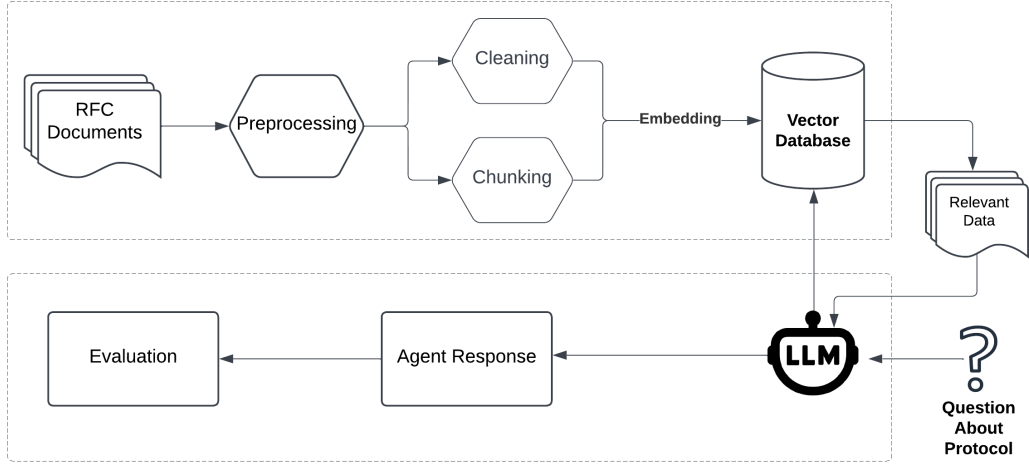 RFC
Documents
Preprocessing
Cleaning
Chunking
Embedding
Vector
Database
Relevant
Data
Evaluation
Agent Response
LLM
Question
About
Protocol